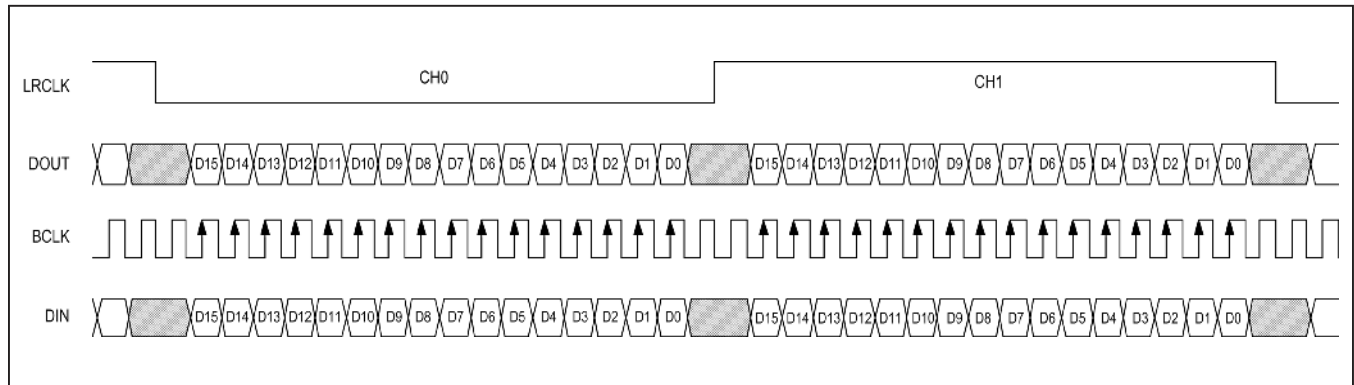 CH0 CH1
LRCLK
DOUT D15 D14 D13 D12 D11 D10 D9 D8 D7 D6 D5 D4 D3 D2 D1 D0 D15 D14 D13 D12 D11 D10 D9 D8 D7 D6 D5 D4 D3 D2 D1 D0
BCLK
DIN D15 D14 D13 D12 D11 D10 D9 D8 D7 D6 D5 D4 D3 D2 D1 D0 D15 D14 D13 D12 D11 D10 D9 D8 D7 D6 D5 D4 D3 D2 D1 D0